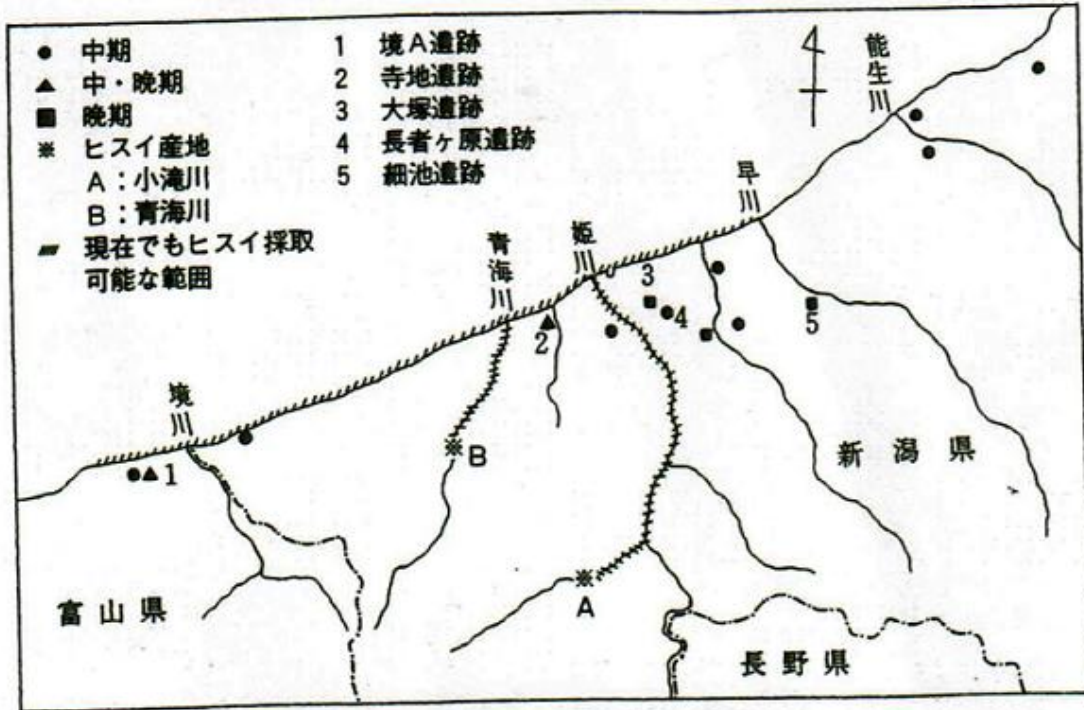 ● 中期
▲ 中・晩期
■ 晩期
※ ヒスイ産地
A：小滝川
B：青海川
現在でもヒスイ採取
可能な範囲
1 境A遺跡
2 寺地遺跡
3 大塚遺跡
4 長者ヶ原遺跡
5 細池遺跡
能生川
早川
姫川
青海川
境川
3
4
5
2
1
※B
※
A
新潟県
富山県
長野県